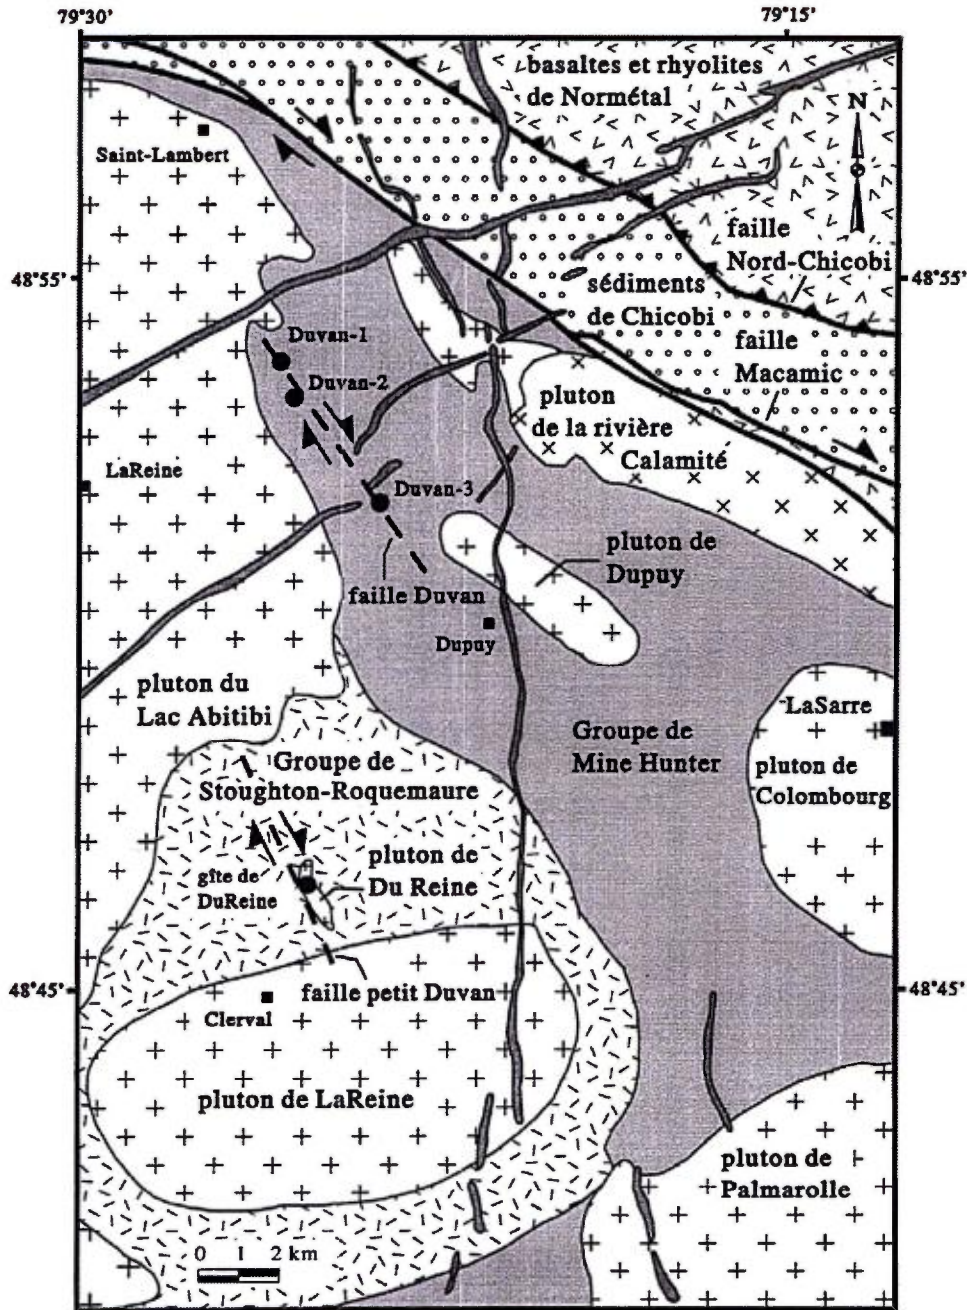 79°30'
79°15'
basaltes et rhyolites
de Normétal
N
Saint-Lambert
faille
Nord-Chicobi
48°55'
48°55'
sédiments
de Chicobi
faille
Macamic
Duvan-1
Duvan-2
pluton
de la rivière
Calamité
LaReine
Duvan-3
pluton de
Dupuy
faille Duvan
Dupuy
pluton du
Lac Abitibi
LaSarre
Groupe de
Mine Hunter
pluton de
Colombourg
Groupe de
Stoughton-Roquemaure
pluton de
Du Reine
gîte de
DuReine
48°45'
48°45'
faille petit Duvan
Clerval
pluton de LaReine
pluton de
Palmarolle
0 1 2 km